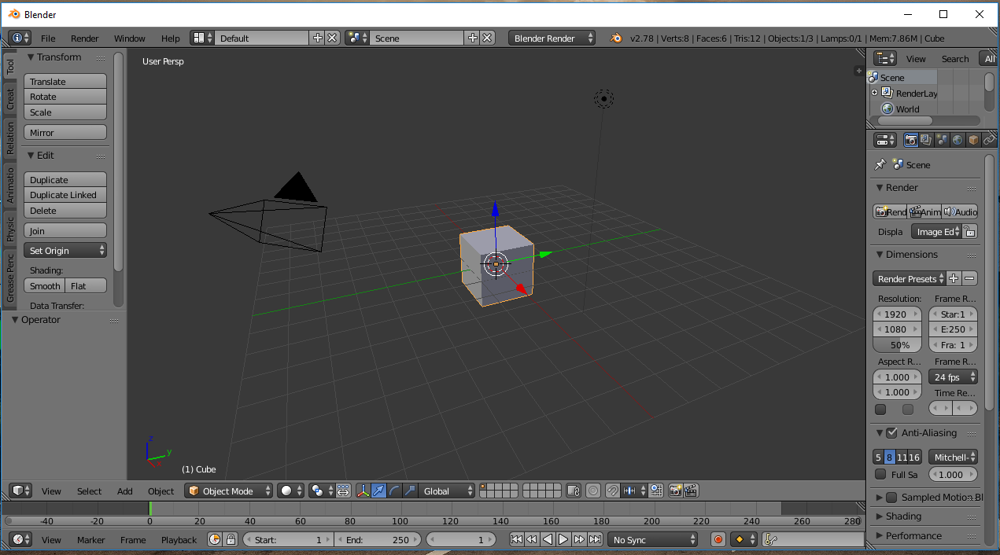 Blender
File Render Window Help Default Scene Blender Render v2.78 | Verts:8 | Faces:6 | Tris:12 | Objects:1/3 | Lamps:0/1 | Mem:7.86M | Cube
Tool
Creat
Relation
Animatio
Physic
Grease Penc
Transform
Translate
Rotate
Scale
Mirror
Edit
Duplicate
Duplicate Linked
Delete
Join
Set Origin
Shading:
Smooth Flat
Data Transfer:
Operator
User Persp
z
y
x
(1) Cube
View Search All
Scene
RenderLay
World
Scene
Render
Rend Anim Audio
Displa Image Ed
Dimensions
Render Presets
Resolution: Frame R...
1920 Star:1
1080 E:250
50% Fra: 1
Aspect R... Frame R...
1.000 24 fps
1.000 Time Re...
Anti-Aliasing
5 8 11 16 Mitchell-
Full Sa 1.000
Sampled Motion Bl
Shading
Performance
View Select Add Object Object Mode Global
-40 -20 0 20 40 60 80 100 120 140 160 180 200 220 240 260 280
View Marker Frame Playback Start: 1 End: 250 1 No Sync